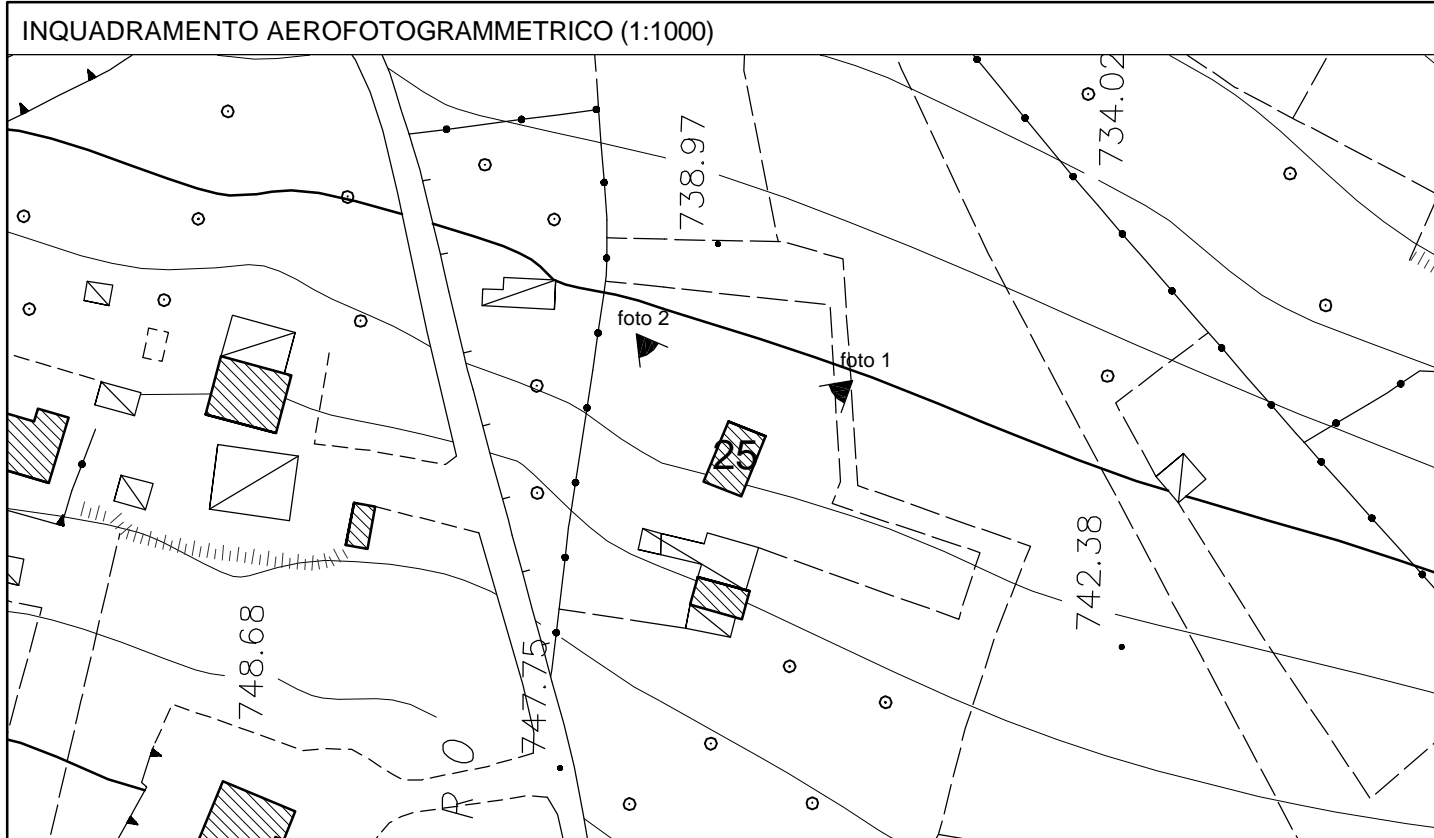 INQUADRAMENTO AEROFOTOGRAMMETRICO (1:1000)
734.02
738.97
foto 2
foto 1
25
742.38
748.68
747.75
P O